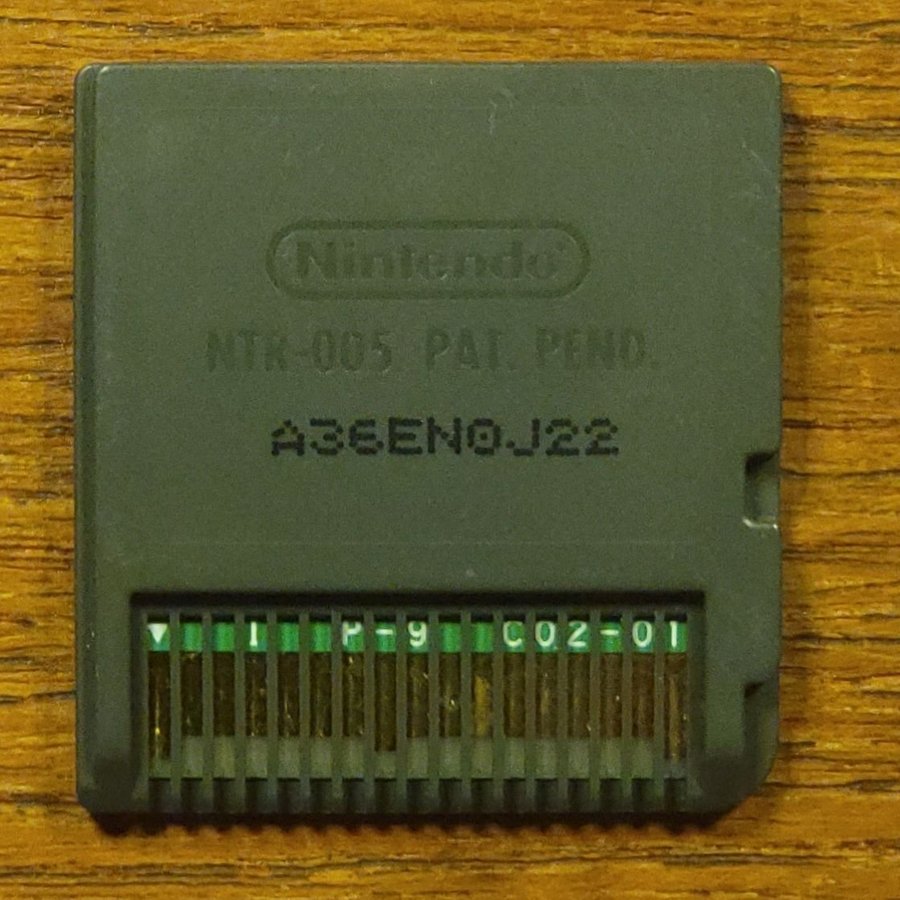 Nintendo®
NTR-005 PAT. PEND.
A36EN0J22
▼ I P-9 C02-01